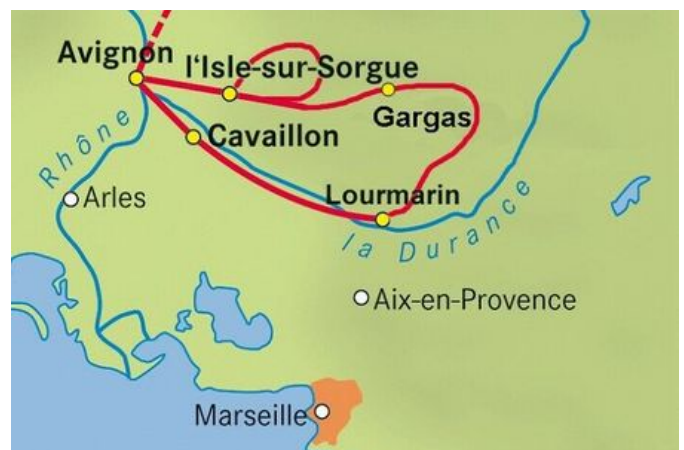 Avignon
l'Isle-sur-Sorgue
Gargas
Cavaillon
Rhône
Lourmarin
Arles
la Durance
Aix-en-Provence
Marseille